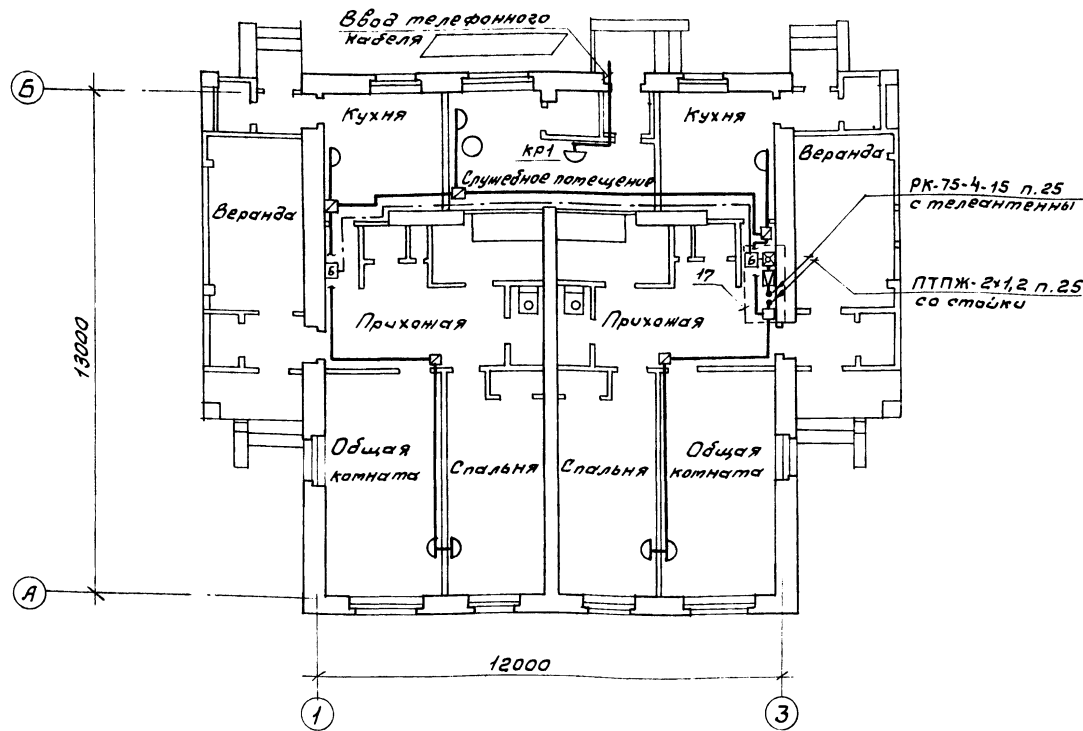 Ввод телефонного
кабеля
Б
Кухня
КР1
Кухня
Веранда
Служебное помещение
РК-75-4-15 п.25
с телеантенны
Веранда
Б
Б
17
ПТПЖ-2х1,2 п.25
со стойки
Прихожая
Прихожая
13000
Общая
комната
Спальня
Спальня
Общая
комната
А
12000
1
3